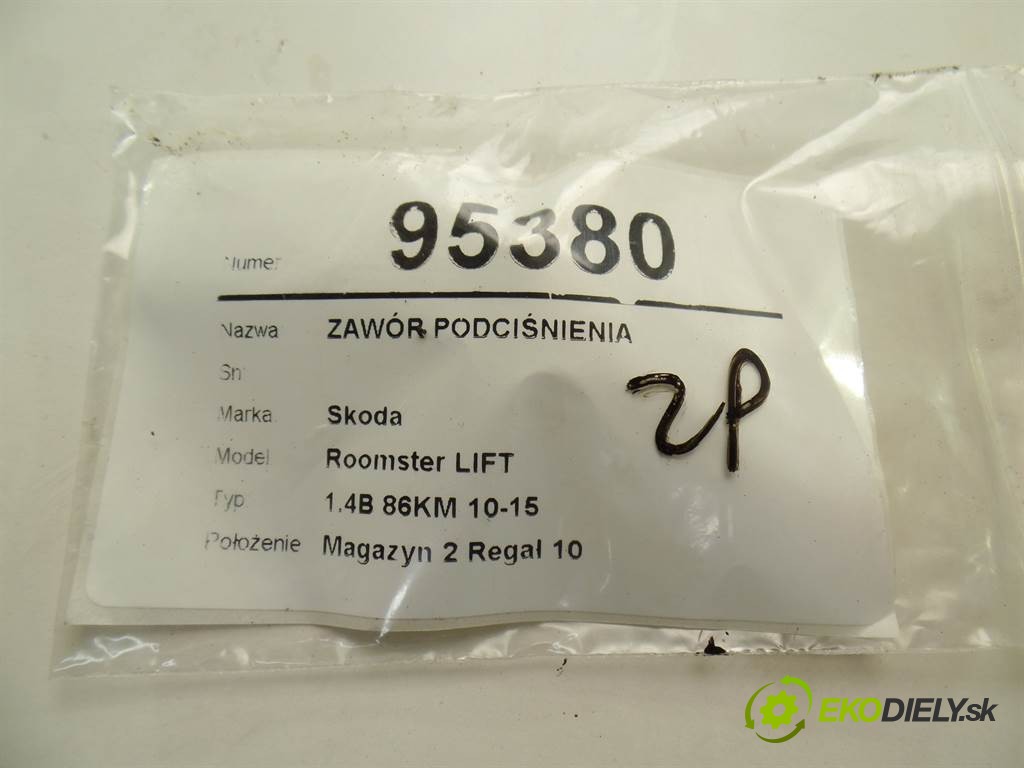 Numer 95380
Nazwa ZAWÓR PODCIŚNIENIA
Sn
Marka Skoda
Model Roomster LIFT
Typ 1.4B 86KM 10-15
Położenie Magazyn 2 Regał 10
ZP
EKODIELY.sk